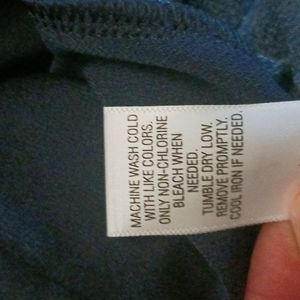 MACHINE WASH COLD
WITH LIKE COLORS.
ONLY NON-CHLORINE
BLEACH WHEN
NEEDED.
TUMBLE DRY LOW.
REMOVE PROMPTLY.
COOL IRON IF NEEDED.